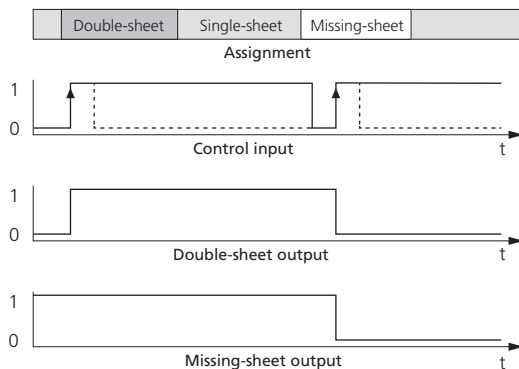 Double-sheet Single-sheet Missing-sheet
Assignment
1
0
Control input t
1
0
Double-sheet output t
1
0
Missing-sheet output